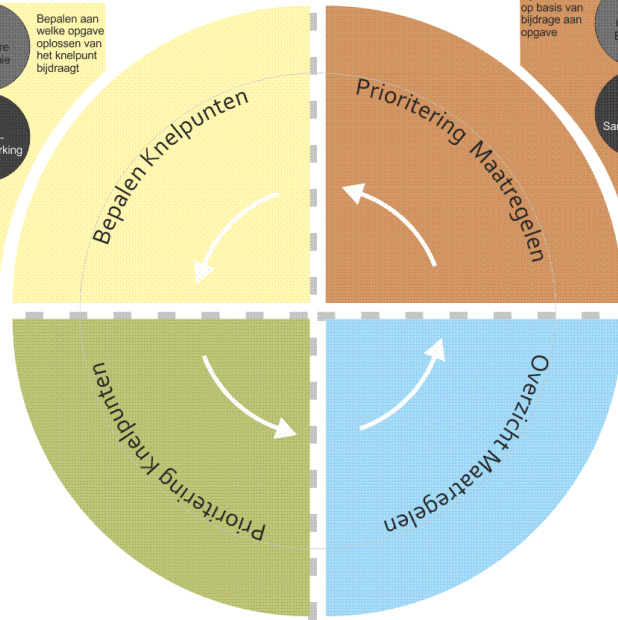 Bepalen aan
welke opgave
oplossen van
het knelpunt
bijdraagt
op basis van
bijdrage aan
opgave
Bepalen Knelpunten
Prioritering Maatregelen
Prioritering Knelpunten
Overzicht Maatregelen